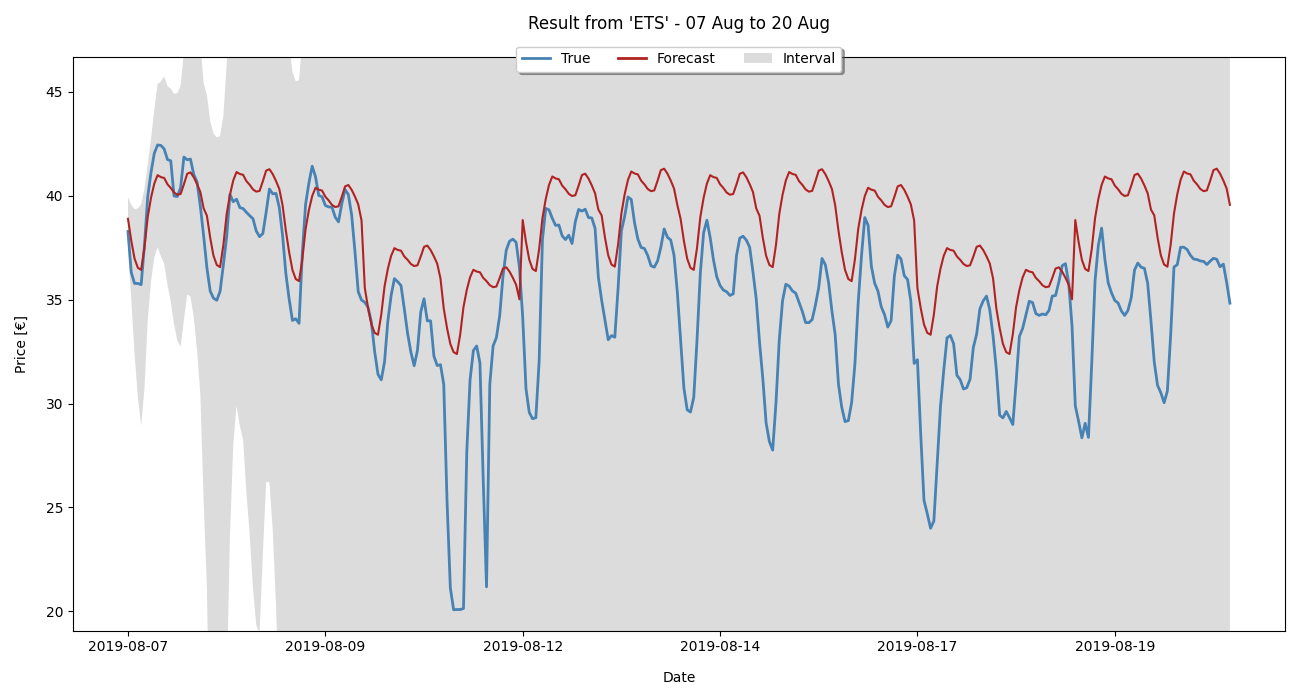 Result from 'ETS' - 07 Aug to 20 Aug
True Forecast Interval
45
40
35
30
25
20
Price [€]
2019-08-07 2019-08-09 2019-08-12 2019-08-14 2019-08-17 2019-08-19
Date